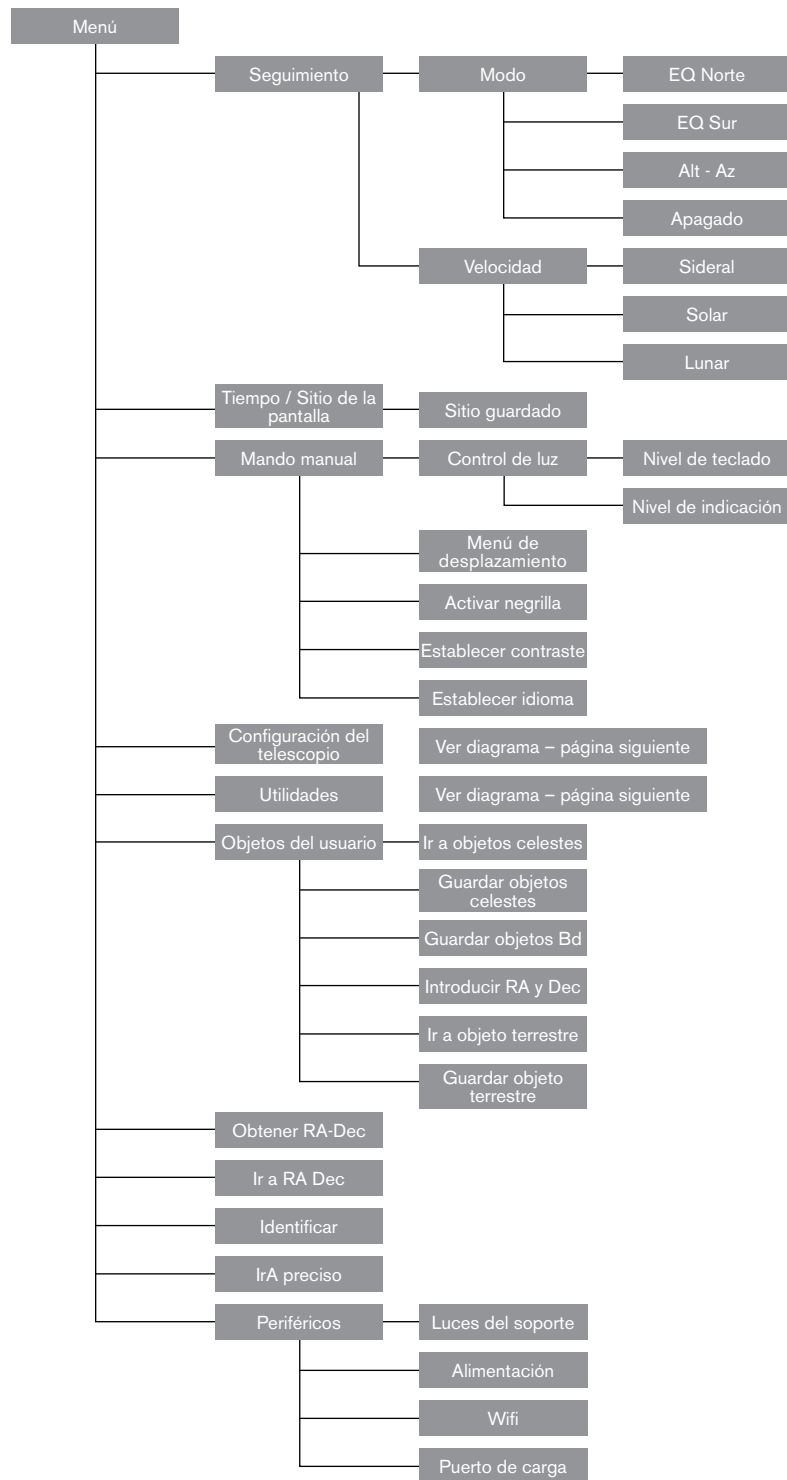 Menú
Seguimiento
Modo
EQ Norte
EQ Sur
Alt - Az
Apagado
Velocidad
Sideral
Solar
Lunar
Tiempo / Sitio de la
pantalla
Sitio guardado
Mando manual
Control de luz
Nivel de teclado
Nivel de indicación
Menú de
desplazamiento
Activar negrilla
Establecer contraste
Establecer idioma
Configuración del
telescopio
Ver diagrama – página siguiente
Utilidades
Ver diagrama – página siguiente
Objetos del usuario
Ir a objetos celestes
Guardar objetos
celestes
Guardar objetos Bd
Introducir RA y Dec
Ir a objeto terrestre
Guardar objeto
terrestre
Obtener RA-Dec
Ir a RA Dec
Identificar
IrA preciso
Periféricos
Luces del soporte
Alimentación
Wifi
Puerto de carga